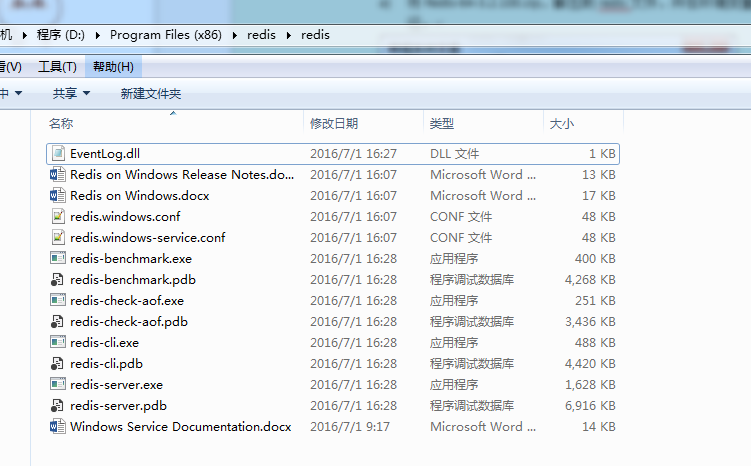 机 ▸ 程序 (D:) ▸ Program Files (x86) ▸ redis ▸ redis
看(V) 工具(T) 帮助(H)
中 共享 新建文件夹
名称 修改日期 类型 大小
EventLog.dll 2016/7/1 16:27 DLL 文件 1 KB
Redis on Windows Release Notes.do... 2016/7/1 16:07 Microsoft Word ... 13 KB
Redis on Windows.docx 2016/7/1 16:07 Microsoft Word ... 17 KB
redis.windows.conf 2016/7/1 16:07 CONF 文件 48 KB
redis.windows-service.conf 2016/7/1 16:07 CONF 文件 48 KB
redis-benchmark.exe 2016/7/1 16:28 应用程序 400 KB
redis-benchmark.pdb 2016/7/1 16:28 程序调试数据库 4,268 KB
redis-check-aof.exe 2016/7/1 16:28 应用程序 251 KB
redis-check-aof.pdb 2016/7/1 16:28 程序调试数据库 3,436 KB
redis-cli.exe 2016/7/1 16:28 应用程序 488 KB
redis-cli.pdb 2016/7/1 16:28 程序调试数据库 4,420 KB
redis-server.exe 2016/7/1 16:28 应用程序 1,628 KB
redis-server.pdb 2016/7/1 16:28 程序调试数据库 6,916 KB
Windows Service Documentation.docx 2016/7/1 9:17 Microsoft Word ... 14 KB